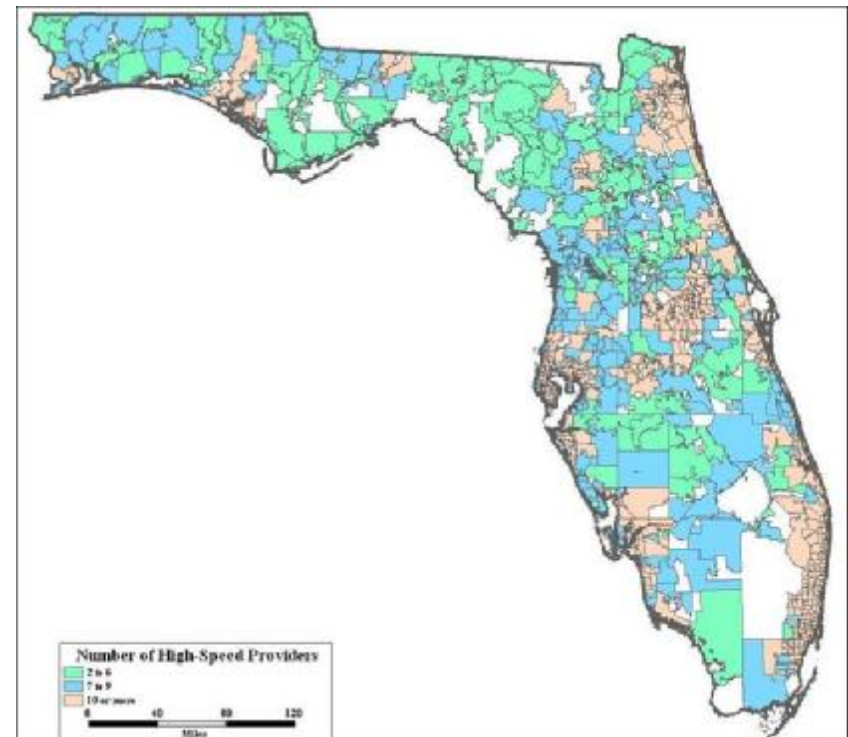 Number of High-Speed Providers
2 to 6
7 to 9
10 or more
0 40 80 120
Miles